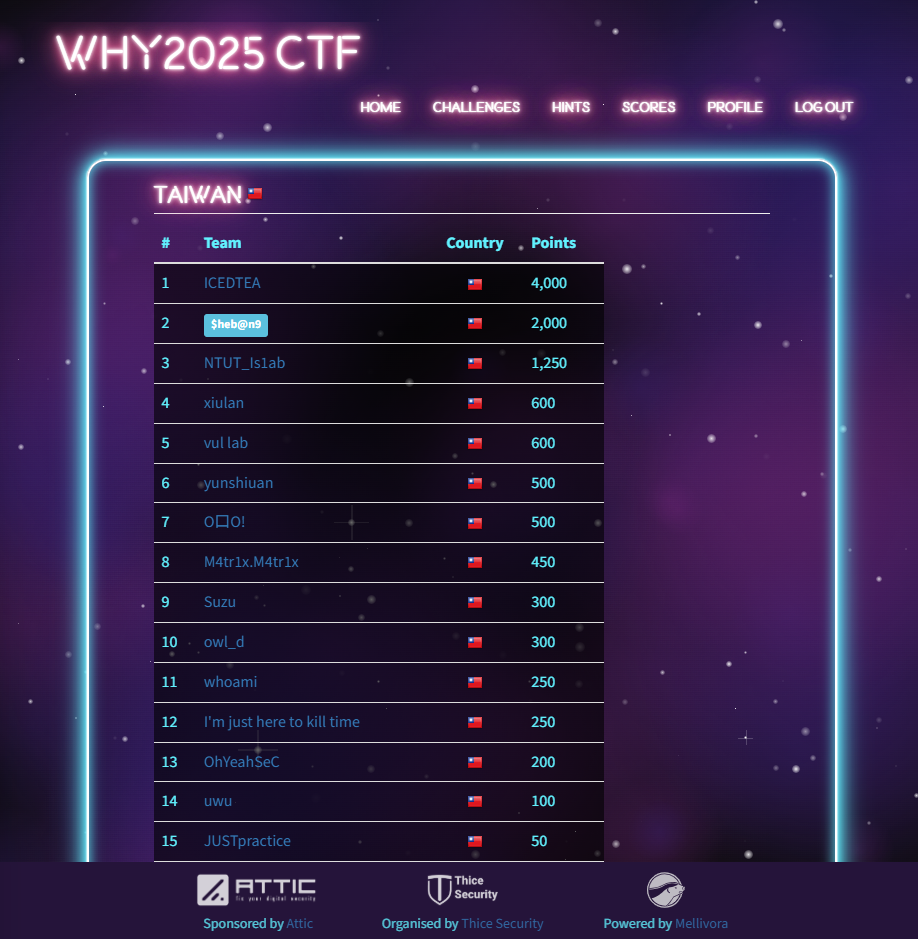 WHY2025 CTF
HOME CHALLENGES HINTS SCORES PROFILE LOG OUT
TAIWAN
# Team Country Points
1 ICEDTEA 4,000
2 $heb@n9 2,000
3 NTUT_Is1ab 1,250
4 xiulan 600
5 vul lab 600
6 yunshiuan 500
7 O口O! 500
8 M4tr1x.M4tr1x 450
9 Suzu 300
10 owl_d 300
11 whoami 250
12 I'm just here to kill time 250
13 OhYeahSeC 200
14 uwu 100
15 JUSTpractice 50
ATTIC
fix your digital security
Thice
Security
Sponsored by Attic Organised by Thice Security Powered by Mellivora